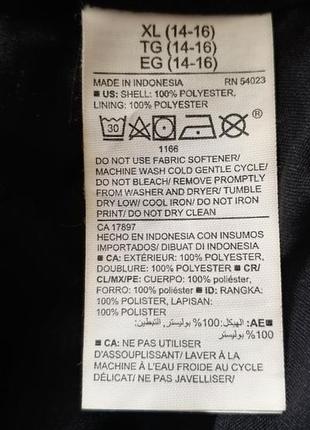 XL (14-16)
TG (14-16)
EG (14-16)
MADE IN INDONESIA RN 54023
■ US: SHELL: 100% POLYESTER,
LINING: 100% POLYESTER.
30 ®
1166
DO NOT USE FABRIC SOFTENER/
MACHINE WASH COLD GENTLE CYCLE/
DO NOT BLEACH/ REMOVE PROMPTLY
FROM WASHER AND DRYER/ TUMBLE
DRY LOW/ COOL IRON/ DO NOT IRON
PRINT/ DO NOT DRY CLEAN
CA 17897
HECHO EN INDONESIA CON INSUMOS
IMPORTADOS/ DIBUAT DI INDONESIA
■ CA: EXTÉRIEUR: 100% POLYESTER,
DOUBLURE: 100% POLYESTER ■ CR/
CL/MX/PE: CUERPO: 100% poliéster,
FORRO: 100% poliéster ■ ID: RANGKA:
100% POLISTER, LAPISAN:
100% POLISTER.
■ AE: الهيكل: 100% بوليستر, التبطين:
100% بوليستر
■ CA: NE PAS UTILISER
D'ASSOUPLISSANT/ LAVER À LA
MACHINE À L'EAU FROIDE AU CYCLE
DÉLICAT/ NE PAS JAVELLISER/